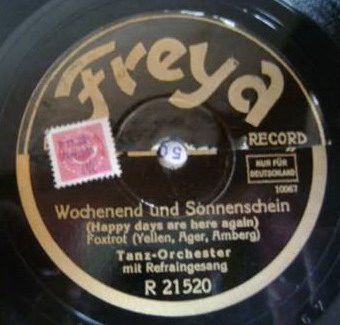 Freya
RECORD
50
NUR FÜR
DEUTSCHLAND
10067
Wochenend und Sonnenschein
(Happy days are here again)
Foxtrot (Yellen, Ager, Amberg)
Tanz-Orchester
mit Refraingesang
R 21520